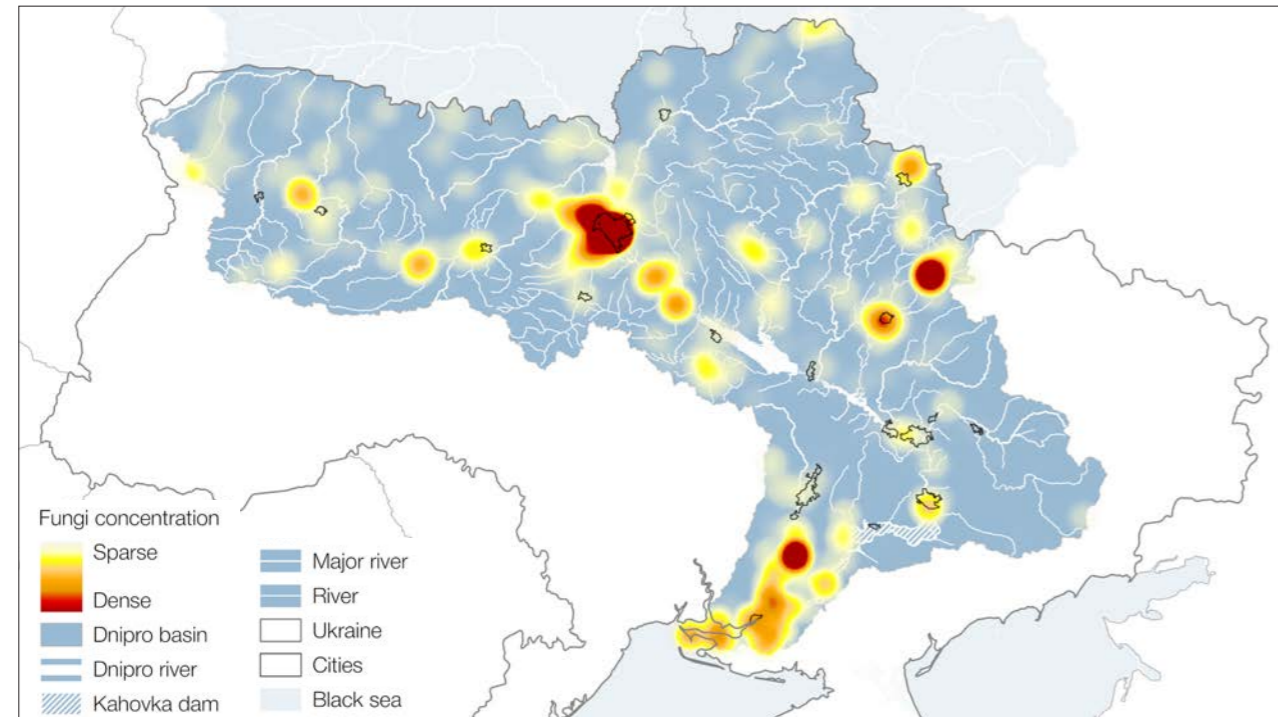 Fungi concentration
Sparse
Dense
Dnipro basin
Dnipro river
Kahovka dam
Major river
River
Ukraine
Cities
Black sea